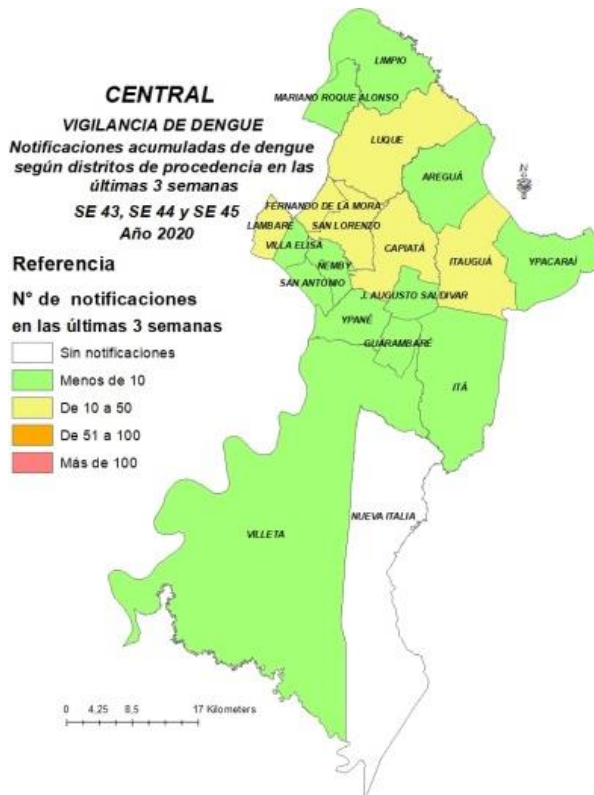 LIMPIO
CENTRAL
MARIANO ROQUE ALONSO
VIGILANCIA DE DENGUE
Notificaciones acumuladas de dengue
según distritos de procedencia en las
últimas 3 semanas
SE 43, SE 44 y SE 45
Año 2020
LUQUE
AREGUÁ
N
FERNANDO DE LA MORA
LAMBARÉ
SAN LORENZO
VILLA ELISA
CAPIATÁ
ITAUGUÁ
YPACARAÍ
ÑEMBY
SAN ANTONIO
J. AUGUSTO SALDIVAR
YPANÉ
GUARAMBARÉ
ITÁ
Referencia
N° de notificaciones
en las últimas 3 semanas
Sin notificaciones
Menos de 10
De 10 a 50
De 51 a 100
Más de 100
NUEVA ITALIA
VILLETA
0 4,25 8,5 17 Kilometers